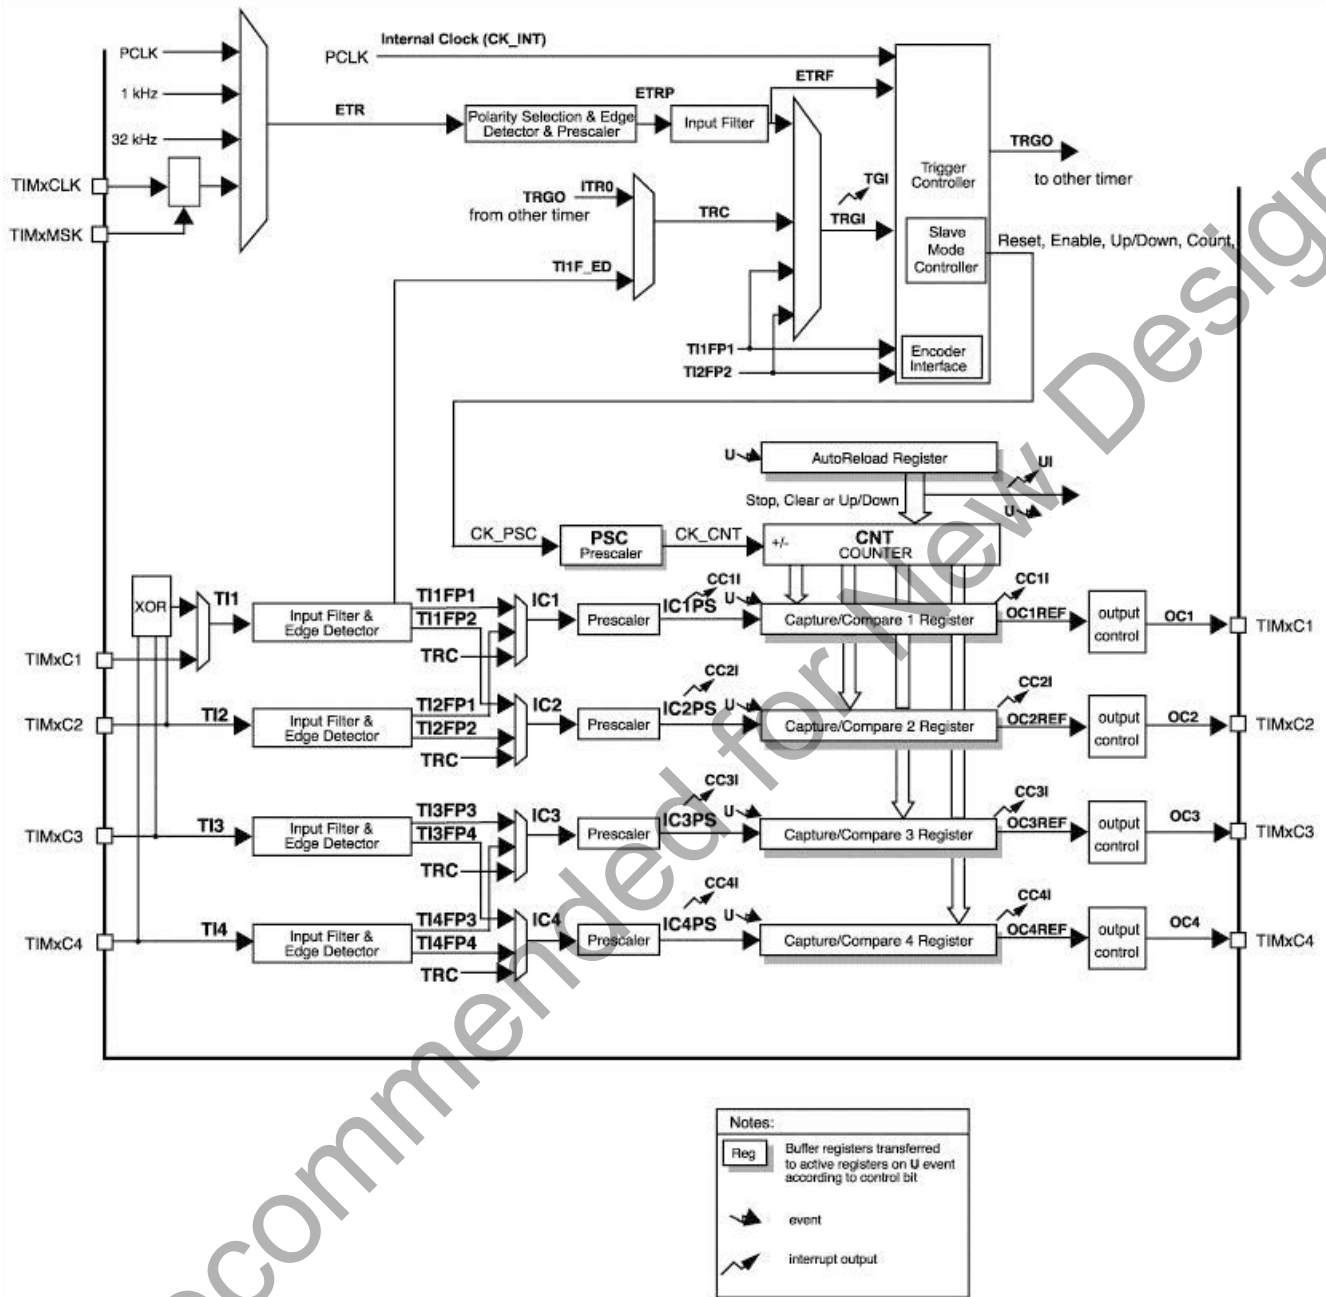 PCLK
1 kHz
32 kHz
TIMxCLK
TIMxMSK
Internal Clock (CK_INT)
PCLK
ETR
Polarity Selection & Edge
Detector & Prescaler
ETRP
Input Filter
ETRF
TRGO
from other timer
ITR0
TI1F_ED
TRC
TGI
TRGI
TI1FP1
TI2FP2
Trigger
Controller
Slave
Mode
Controller
Encoder
Interface
TRGO
to other timer
Reset, Enable, Up/Down, Count,
U
AutoReload Register
UI
U
Stop, Clear or Up/Down
CK_PSC
PSC
Prescaler
CK_CNT
+/-
CNT
COUNTER
XOR
TI1
Input Filter &
Edge Detector
TI1FP1
TI1FP2
TRC
IC1
Prescaler
CC1I
IC1PS
U
Capture/Compare 1 Register
CC1I
OC1REF
output
control
OC1
TIMxC1
TIMxC1
TIMxC2
TI2
Input Filter &
Edge Detector
TI2FP1
TI2FP2
TRC
IC2
Prescaler
CC2I
IC2PS
U
Capture/Compare 2 Register
CC2I
OC2REF
output
control
OC2
TIMxC2
TIMxC3
TI3
Input Filter &
Edge Detector
TI3FP3
TI3FP4
TRC
IC3
Prescaler
CC3I
IC3PS
U
Capture/Compare 3 Register
CC3I
OC3REF
output
control
OC3
TIMxC3
TIMxC4
TI4
Input Filter &
Edge Detector
TI4FP3
TI4FP4
TRC
IC4
Prescaler
CC4I
IC4PS
U
Capture/Compare 4 Register
CC4I
OC4REF
output
control
OC4
TIMxC4
Notes:
Reg
Buffer registers transferred
to active registers on U event
according to control bit
event
interrupt output
ecommended for New Design